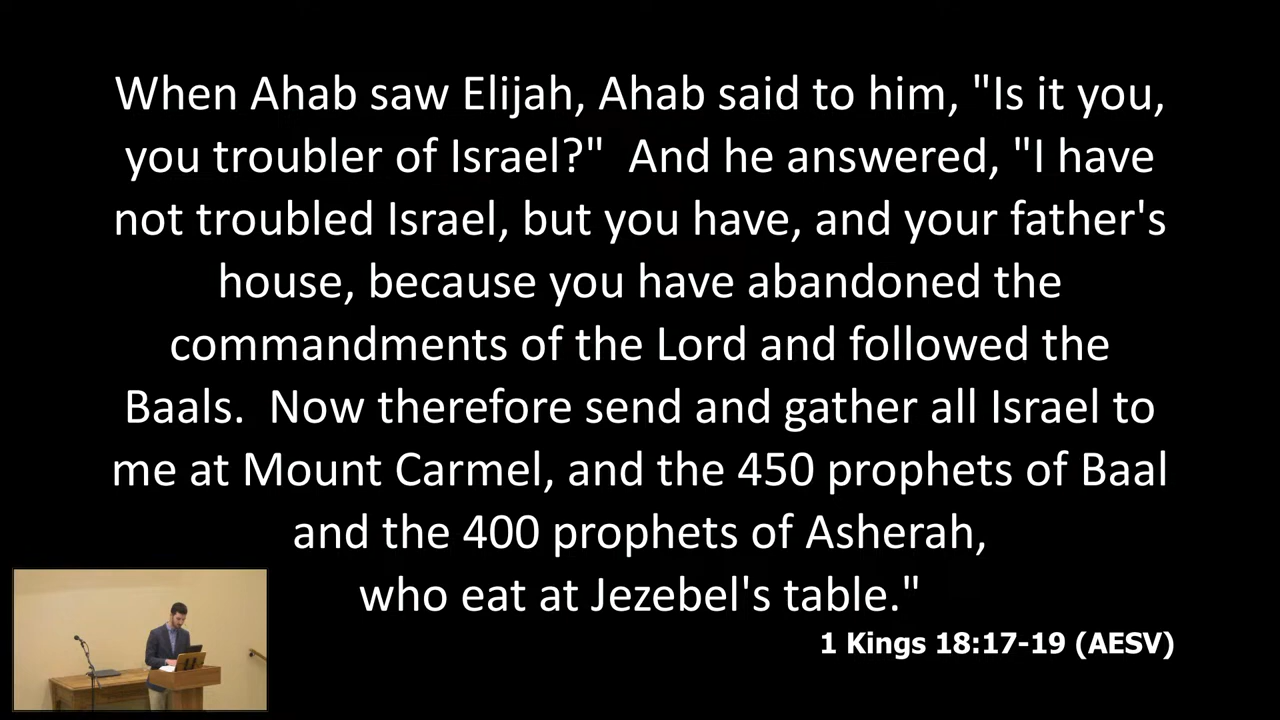 When Ahab saw Elijah, Ahab said to him, "Is it you,
you troubler of Israel?"  And he answered, "I have
not troubled Israel, but you have, and your father's
house, because you have abandoned the
commandments of the Lord and followed the
Baals.  Now therefore send and gather all Israel to
me at Mount Carmel, and the 450 prophets of Baal
and the 400 prophets of Asherah,
who eat at Jezebel's table."
1 Kings 18:17-19 (AESV)